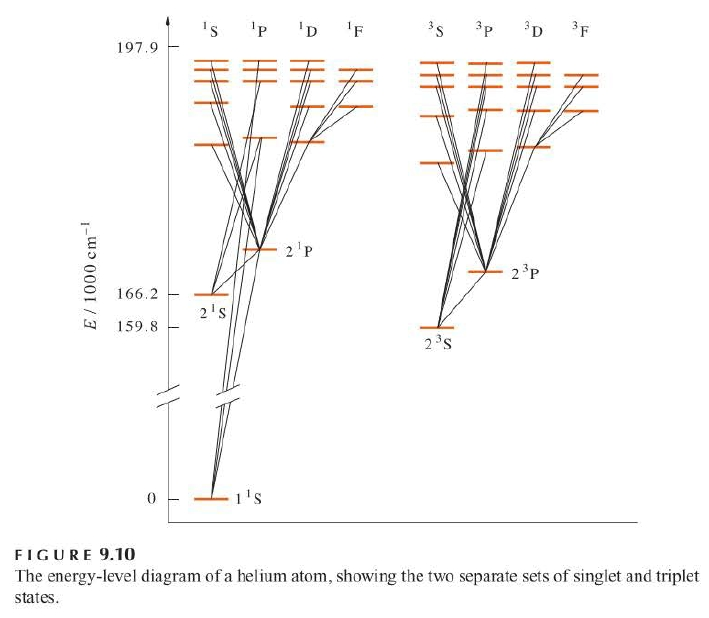 ¹S ¹P ¹D ¹F ³S ³P ³D ³F
197.9
2 ¹P
2 ³P
166.2
2 ¹S
159.8
2 ³S
E / 1000 cm⁻¹
0
1 ¹S
FIGURE 9.10
The energy-level diagram of a helium atom, showing the two separate sets of singlet and triplet
states.